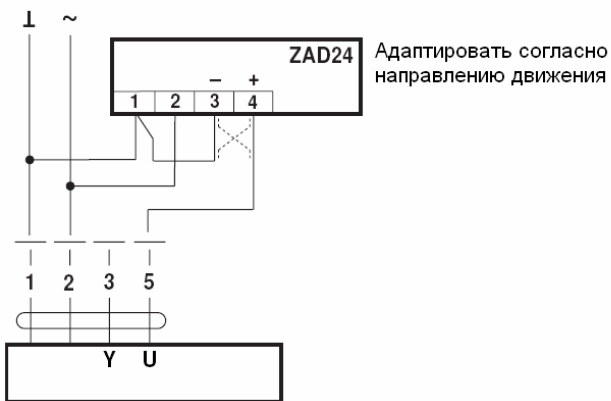 ⊥ ~
ZAD24
Адаптировать согласно
направлению движения
– +
1 2 3 4
1 2 3 5
Y U